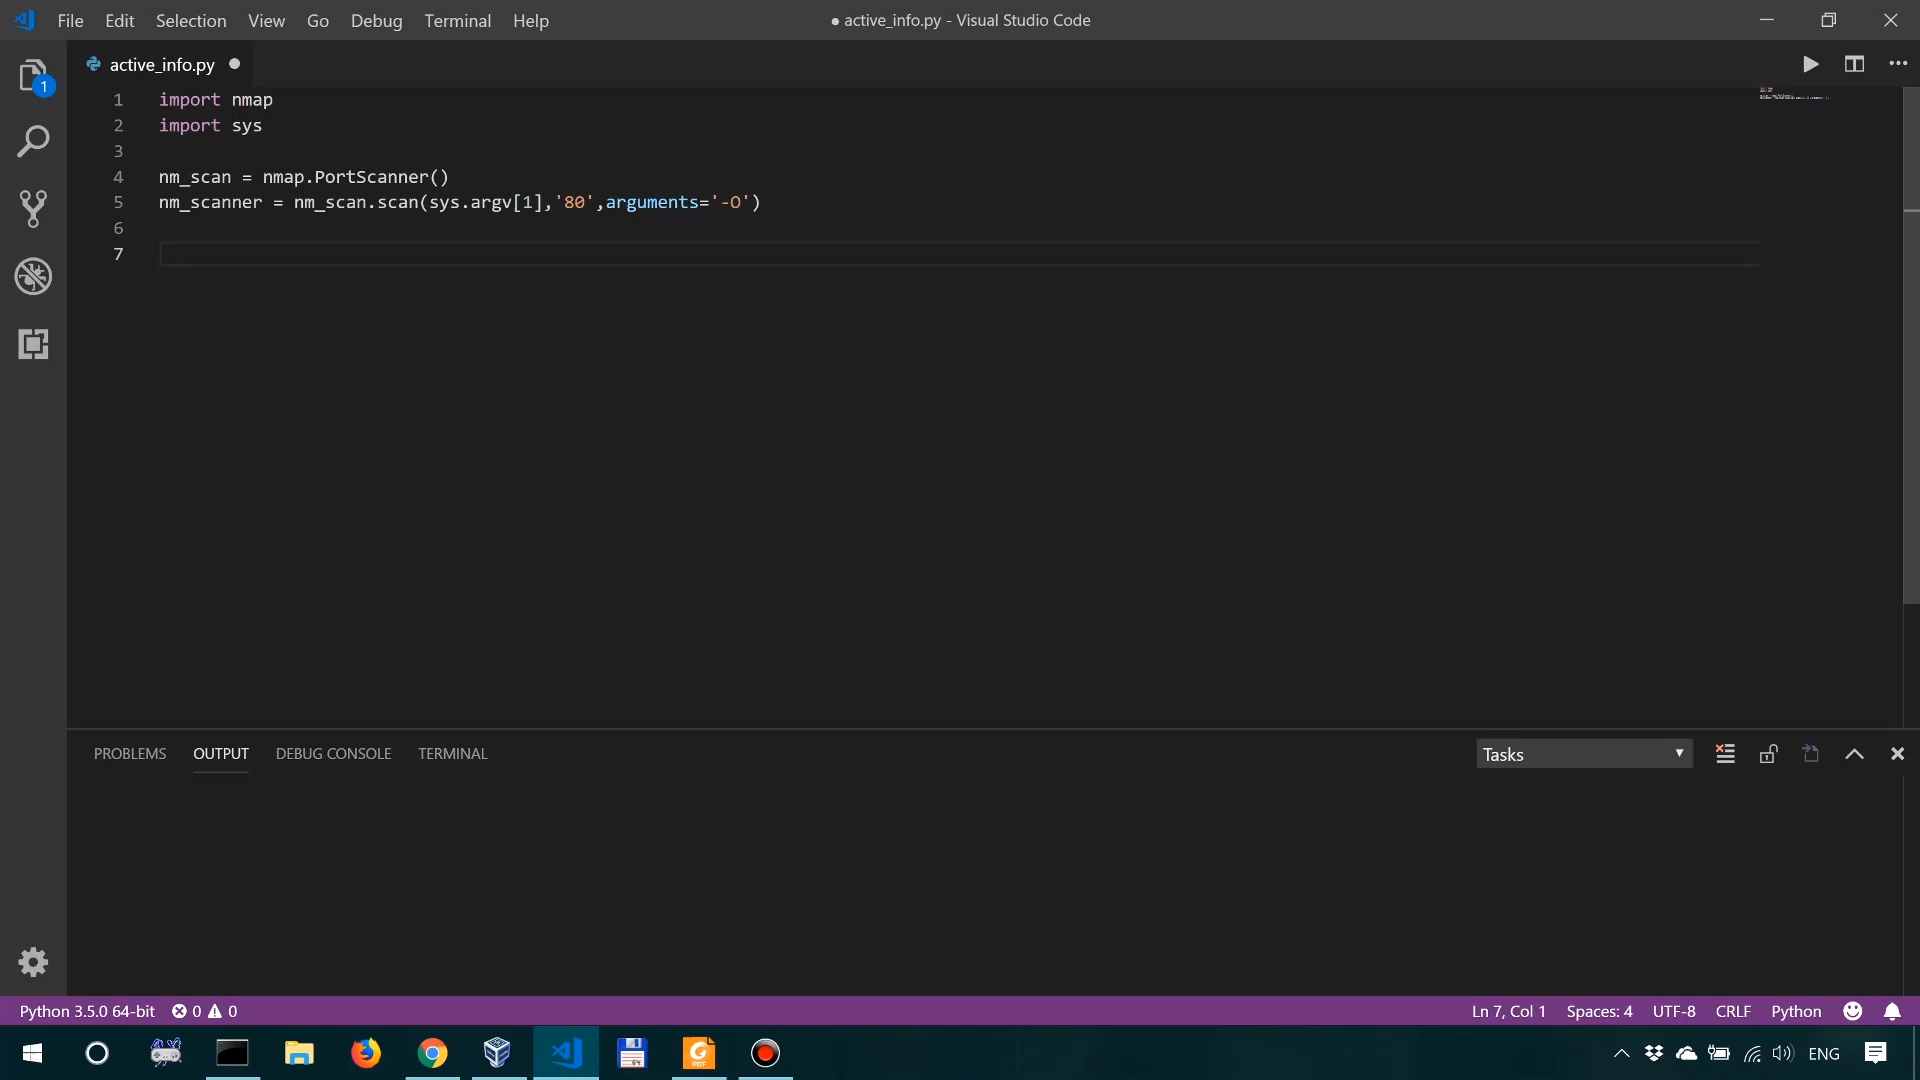 File Edit Selection View Go Debug Terminal Help
● active_info.py - Visual Studio Code
active_info.py ●
1
1 import nmap
2 import sys
3
4 nm_scan = nmap.PortScanner()
5 nm_scanner = nm_scan.scan(sys.argv[1],'80',arguments='-O')
6
7
PROBLEMS OUTPUT DEBUG CONSOLE TERMINAL
Tasks
Python 3.5.0 64-bit 0 0
Ln 7, Col 1 Spaces: 4 UTF-8 CRLF Python
64
PDF
ENG